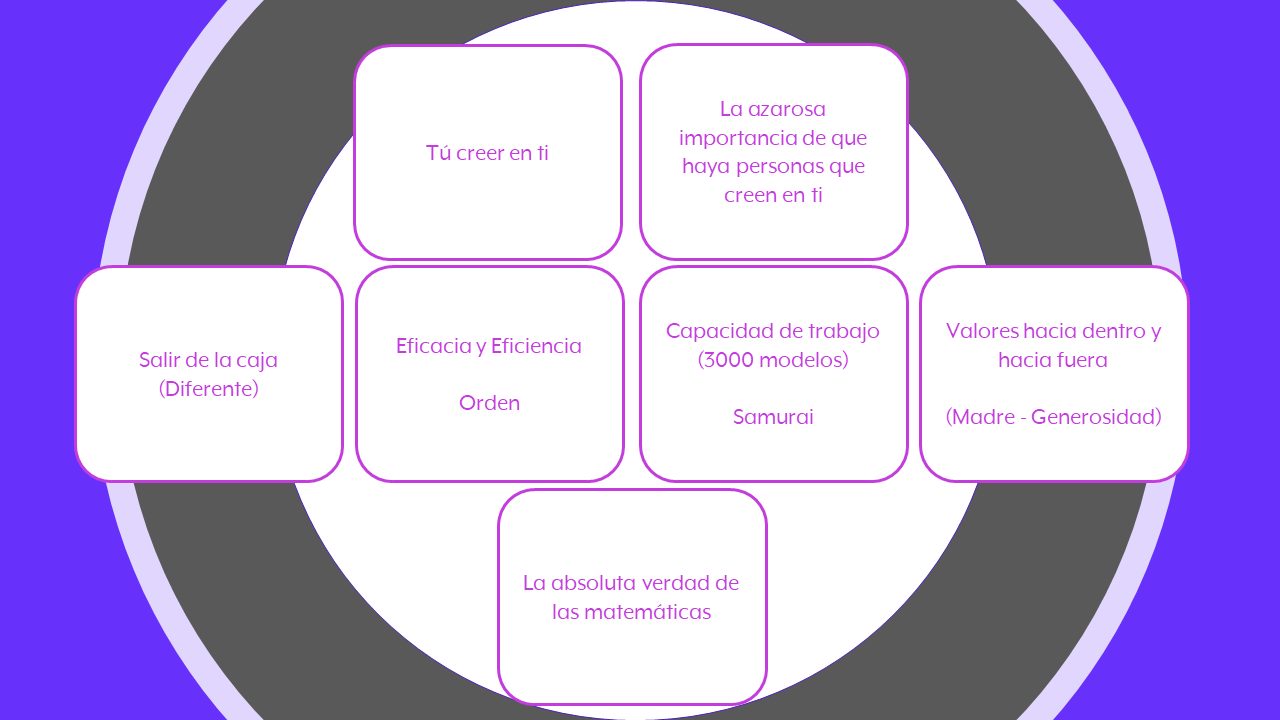 Tú creer en ti
La azarosa
importancia de que
haya personas que
creen en ti
Salir de la caja
(Diferente)
Eficacia y Eficiencia
Orden
Capacidad de trabajo
(3000 modelos)
Samurai
Valores hacia dentro y
hacia fuera
(Madre - Generosidad)
La absoluta verdad de
las matemáticas